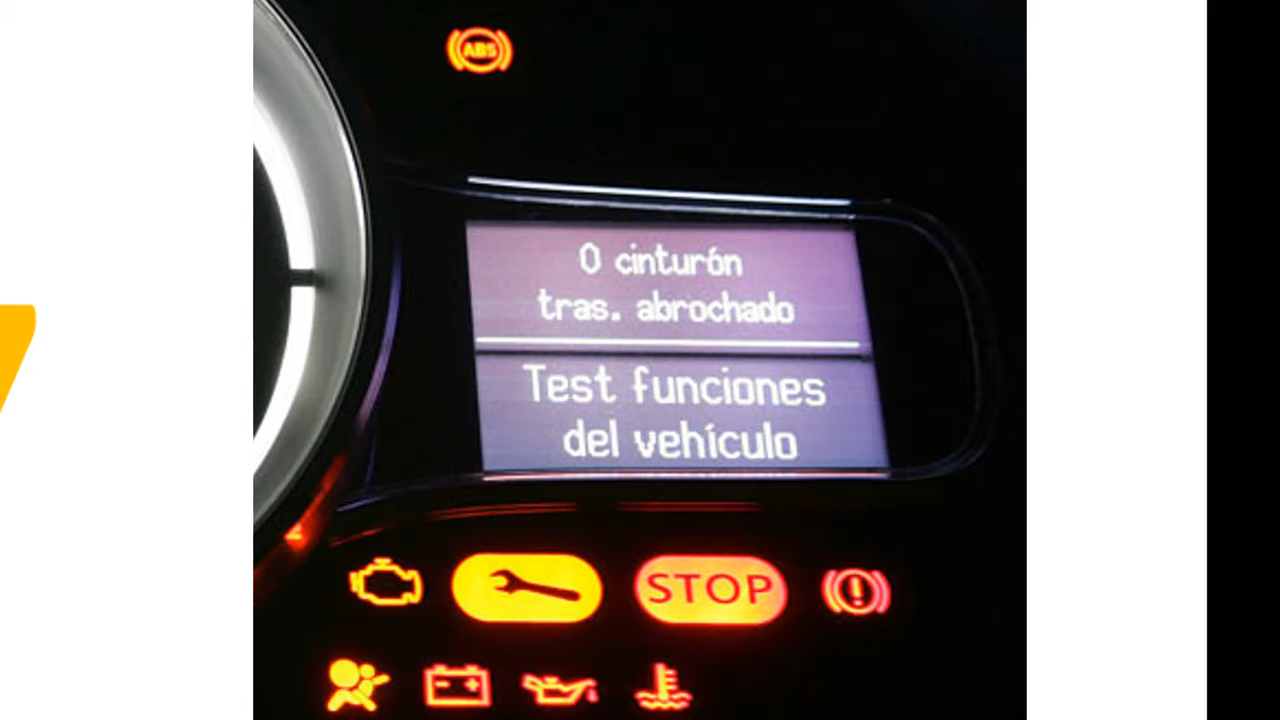 ABS
0 cinturón
tras. abrochado
Test funciones
del vehículo
STOP